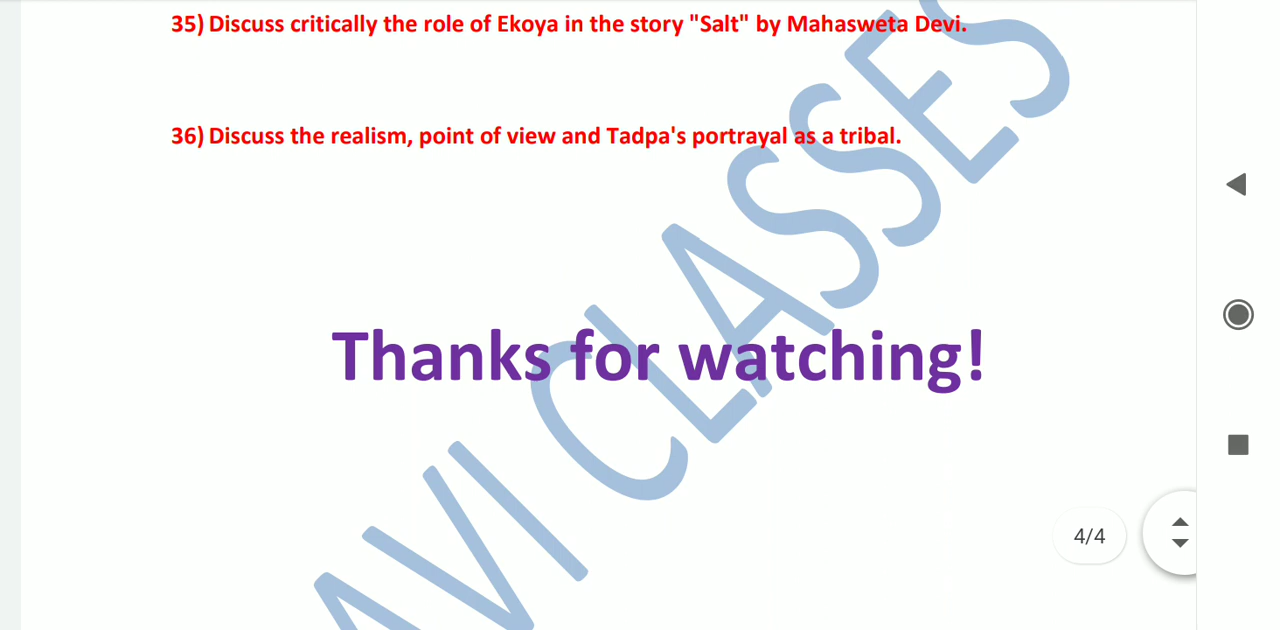 35) Discuss critically the role of Ekoya in the story "Salt" by Mahasweta Devi.
36) Discuss the realism, point of view and Tadpa's portrayal as a tribal.
Thanks for watching!
AVI CLASSES
4/4